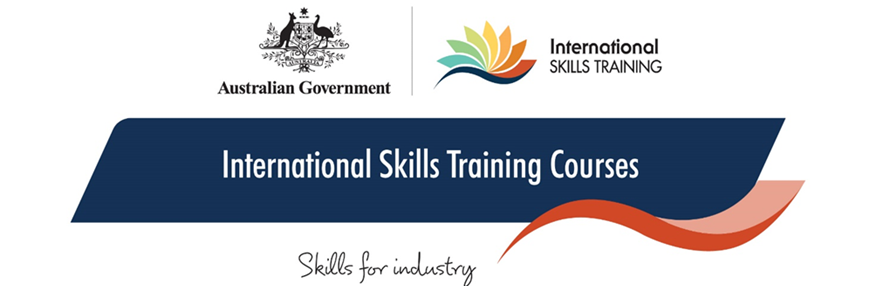 Australian Government
International
SKILLS TRAINING
International Skills Training Courses
Skills for industry